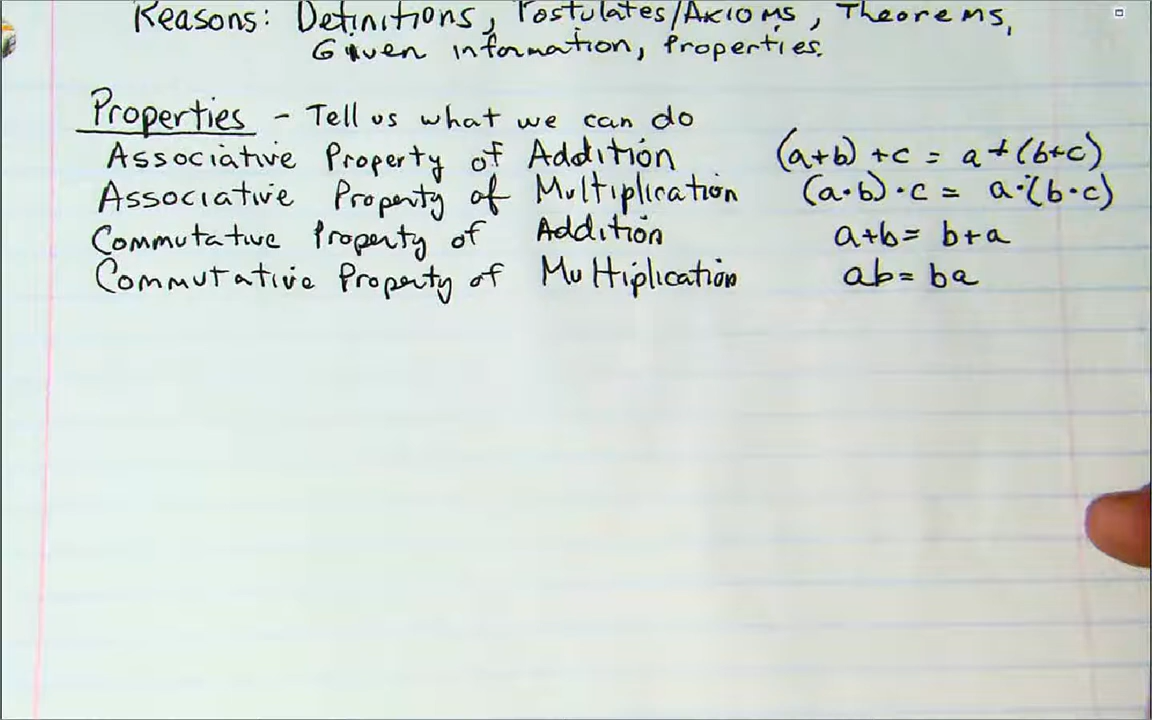 Reasons: Definitions, Postulates/Axioms, Theorems,
Given information, Properties.
Properties - Tell us what we can do
Associative Property of Addition (a+b)+c = a+(b+c)
Associative Property of Multiplication (a·b)·c = a·(b·c)
Commutative Property of Addition a+b = b+a
Commutative Property of Multiplication ab = ba